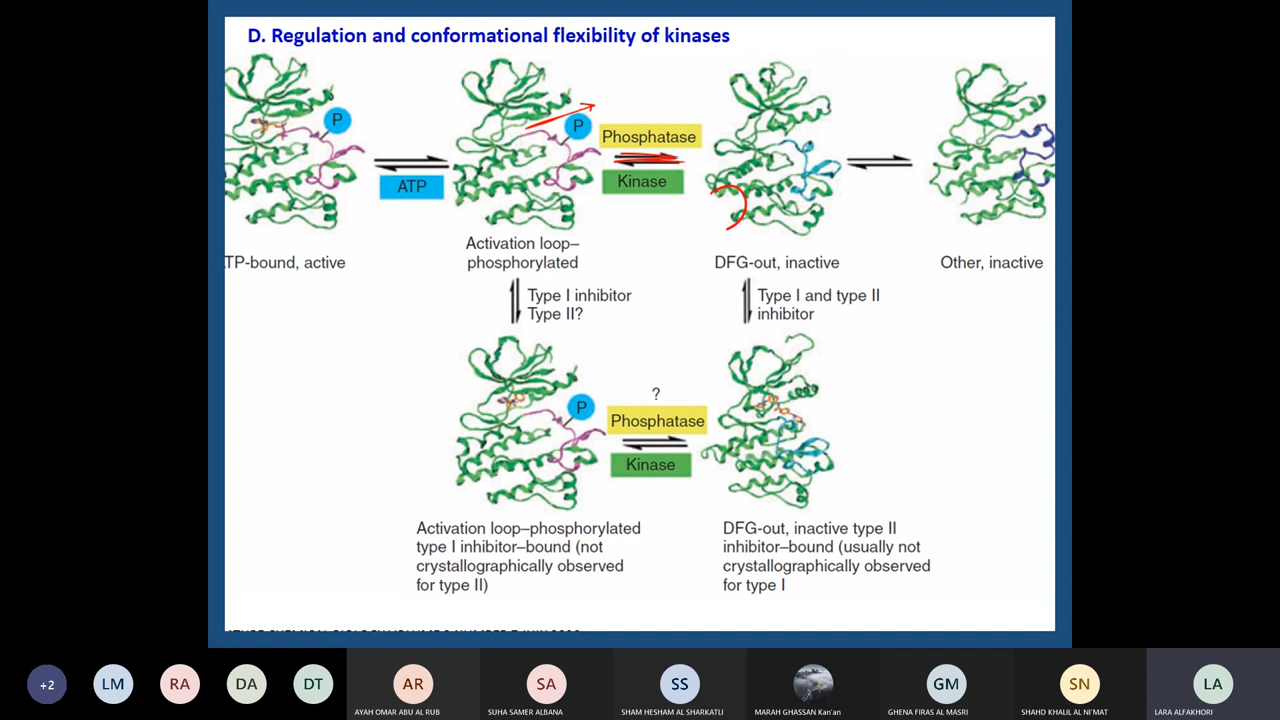 D. Regulation and conformational flexibility of kinases
P
P
Phosphatase
ATP
Kinase
TP-bound, active
Activation loop–
phosphorylated
DFG-out, inactive
Other, inactive
Type I inhibitor
Type II?
Type I and type II
inhibitor
?
P
Phosphatase
Kinase
Activation loop–phosphorylated
type I inhibitor–bound (not
crystallographically observed
for type II)
DFG-out, inactive type II
inhibitor–bound (usually not
crystallographically observed
for type I
+2
LM
RA
DA
DT
AR
SA
SS
GM
SN
LA
AYAH OMAR ABU AL RUB
SUHA SAMER ALBANA
SHAM HESHAM AL SHARKATLI
MARAH GHASSAN Kan'an
GHENA FIRAS AL MASRI
SHAHD KHALIL AL NI'MAT
LARA ALFAKHORI